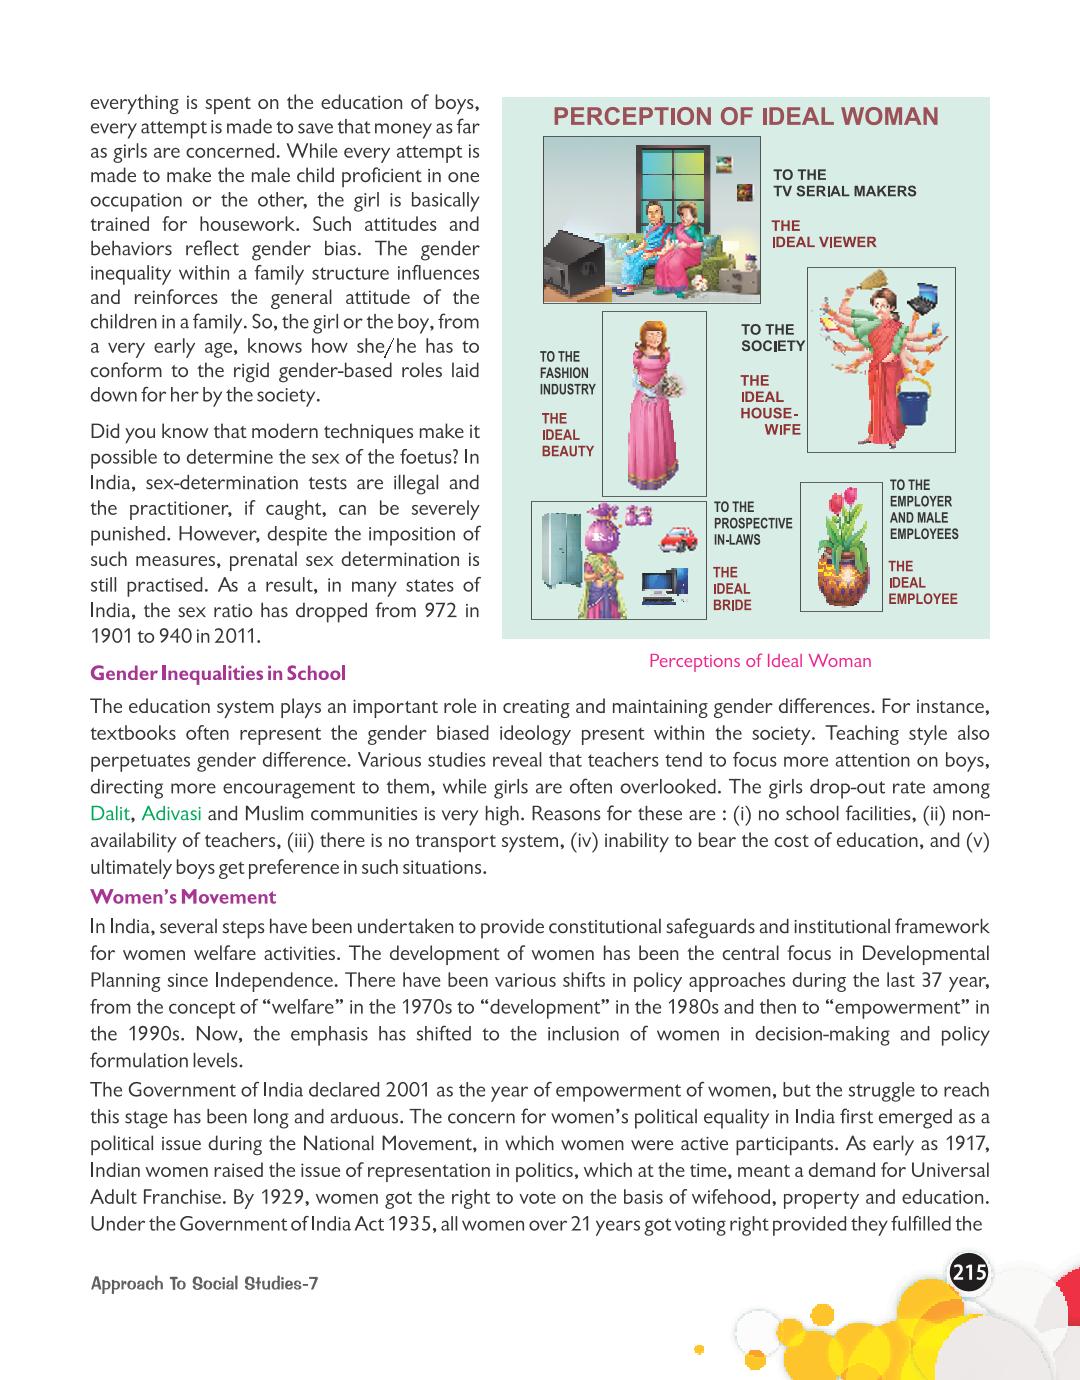 everything is spent on the education of boys,
every attempt is made to save that money as far
as girls are concerned. While every attempt is
made to make the male child proficient in one
occupation or the other, the girl is basically
trained for housework. Such attitudes and
behaviors reflect gender bias. The gender
inequality within a family structure influences
and reinforces the general attitude of the
children in a family. So, the girl or the boy, from
a very early age, knows how she/he has to
conform to the rigid gender-based roles laid
down for her by the society.
Did you know that modern techniques make it
possible to determine the sex of the foetus? In
India, sex-determination tests are illegal and
the practitioner, if caught, can be severely
punished. However, despite the imposition of
such measures, prenatal sex determination is
still practised. As a result, in many states of
India, the sex ratio has dropped from 972 in
1901 to 940 in 2011.
PERCEPTION OF IDEAL WOMAN
TO THE
TV SERIAL MAKERS
THE
IDEAL VIEWER
TO THE
SOCIETY
THE
IDEAL
HOUSE-
WIFE
TO THE
FASHION
INDUSTRY
THE
IDEAL
BEAUTY
TO THE
PROSPECTIVE
IN-LAWS
THE
IDEAL
BRIDE
TO THE
EMPLOYER
AND MALE
EMPLOYEES
THE
IDEAL
EMPLOYEE
Perceptions of Ideal Woman
Gender Inequalities in School
The education system plays an important role in creating and maintaining gender differences. For instance,
textbooks often represent the gender biased ideology present within the society. Teaching style also
perpetuates gender difference. Various studies reveal that teachers tend to focus more attention on boys,
directing more encouragement to them, while girls are often overlooked. The girls drop-out rate among
Dalit, Adivasi and Muslim communities is very high. Reasons for these are : (i) no school facilities, (ii) non-
availability of teachers, (iii) there is no transport system, (iv) inability to bear the cost of education, and (v)
ultimately boys get preference in such situations.
Women's Movement
In India, several steps have been undertaken to provide constitutional safeguards and institutional framework
for women welfare activities. The development of women has been the central focus in Developmental
Planning since Independence. There have been various shifts in policy approaches during the last 37 year,
from the concept of “welfare” in the 1970s to “development” in the 1980s and then to “empowerment” in
the 1990s. Now, the emphasis has shifted to the inclusion of women in decision-making and policy
formulation levels.
The Government of India declared 2001 as the year of empowerment of women, but the struggle to reach
this stage has been long and arduous. The concern for women's political equality in India first emerged as a
political issue during the National Movement, in which women were active participants. As early as 1917,
Indian women raised the issue of representation in politics, which at the time, meant a demand for Universal
Adult Franchise. By 1929, women got the right to vote on the basis of wifehood, property and education.
Under the Government of India Act 1935, all women over 21 years got voting right provided they fulfilled the
Approach To Social Studies-7
215